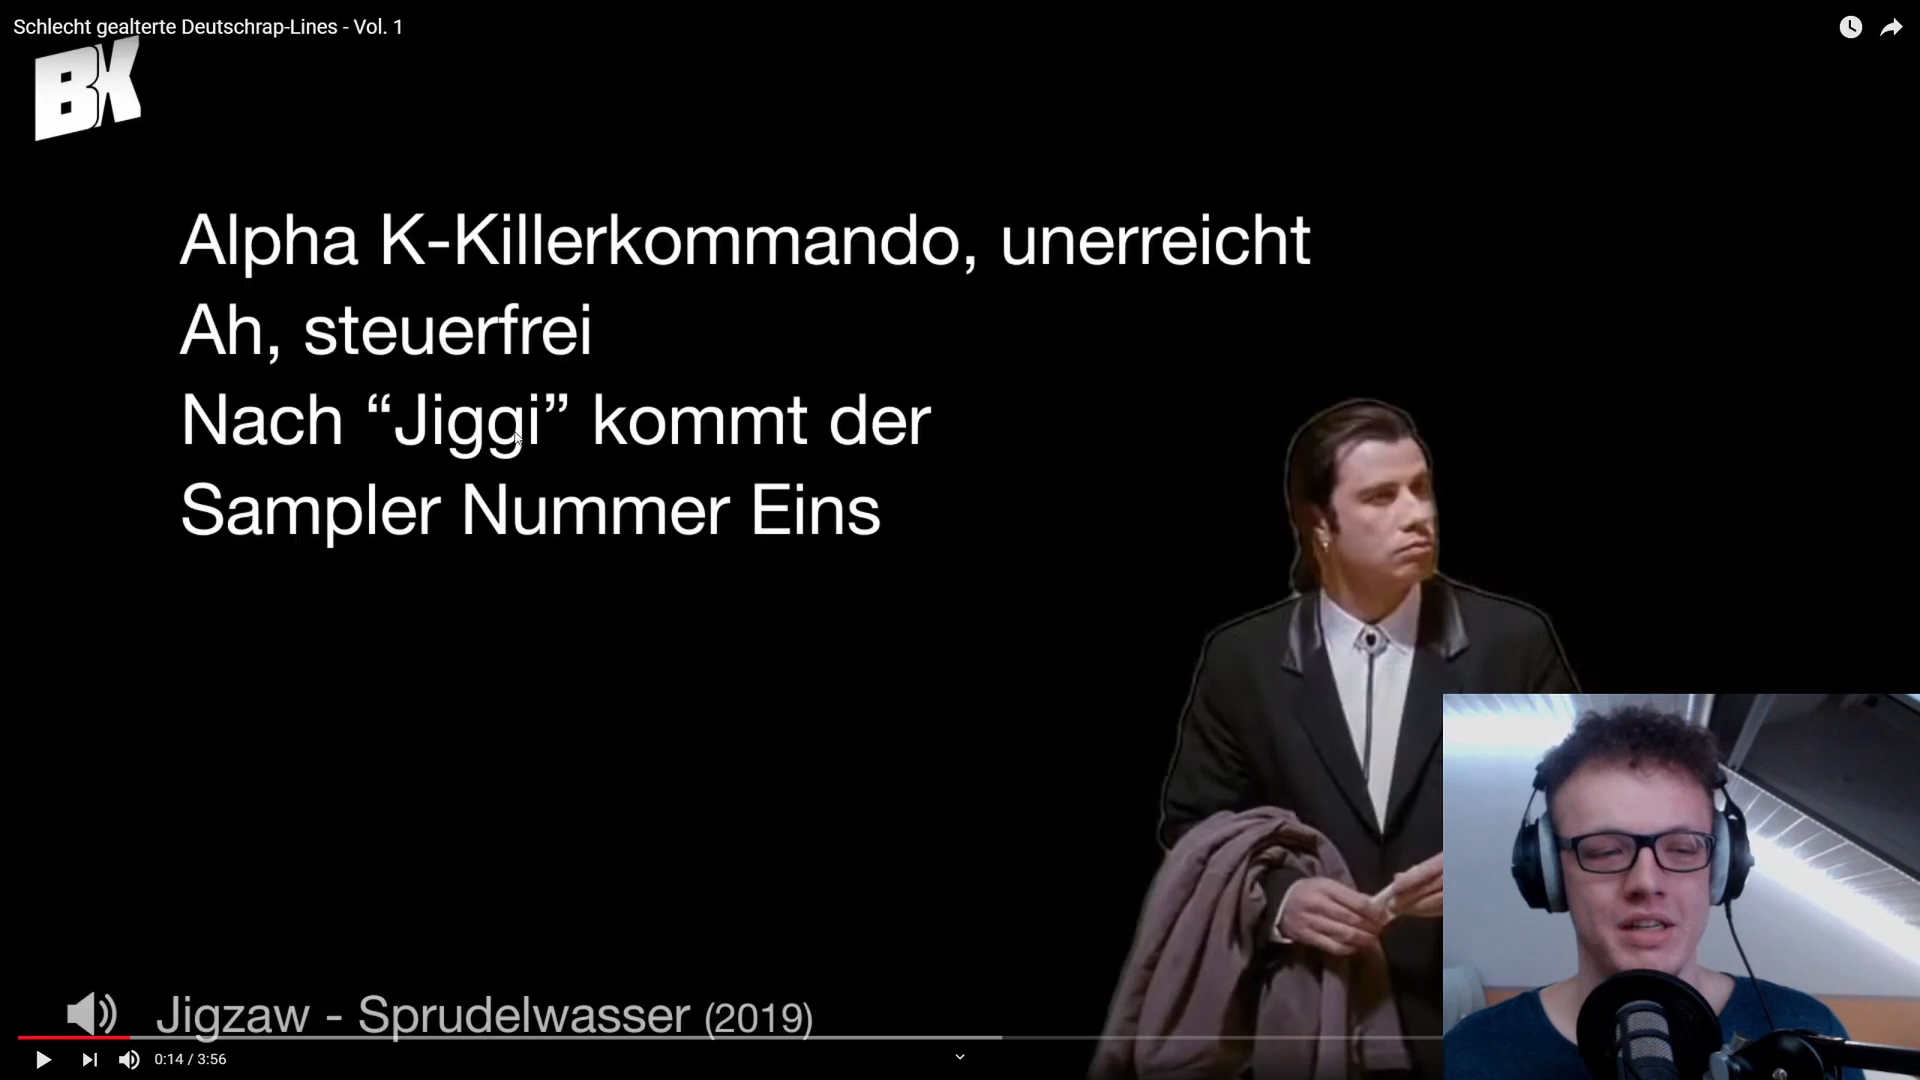 Schlecht gealterte Deutschrap-Lines - Vol. 1
BK
Alpha K-Killerkommando, unerreicht
Ah, steuerfrei
Nach “Jiggi” kommt der
Sampler Nummer Eins
Jigzaw - Sprudelwasser (2019)
0:14 / 3:56